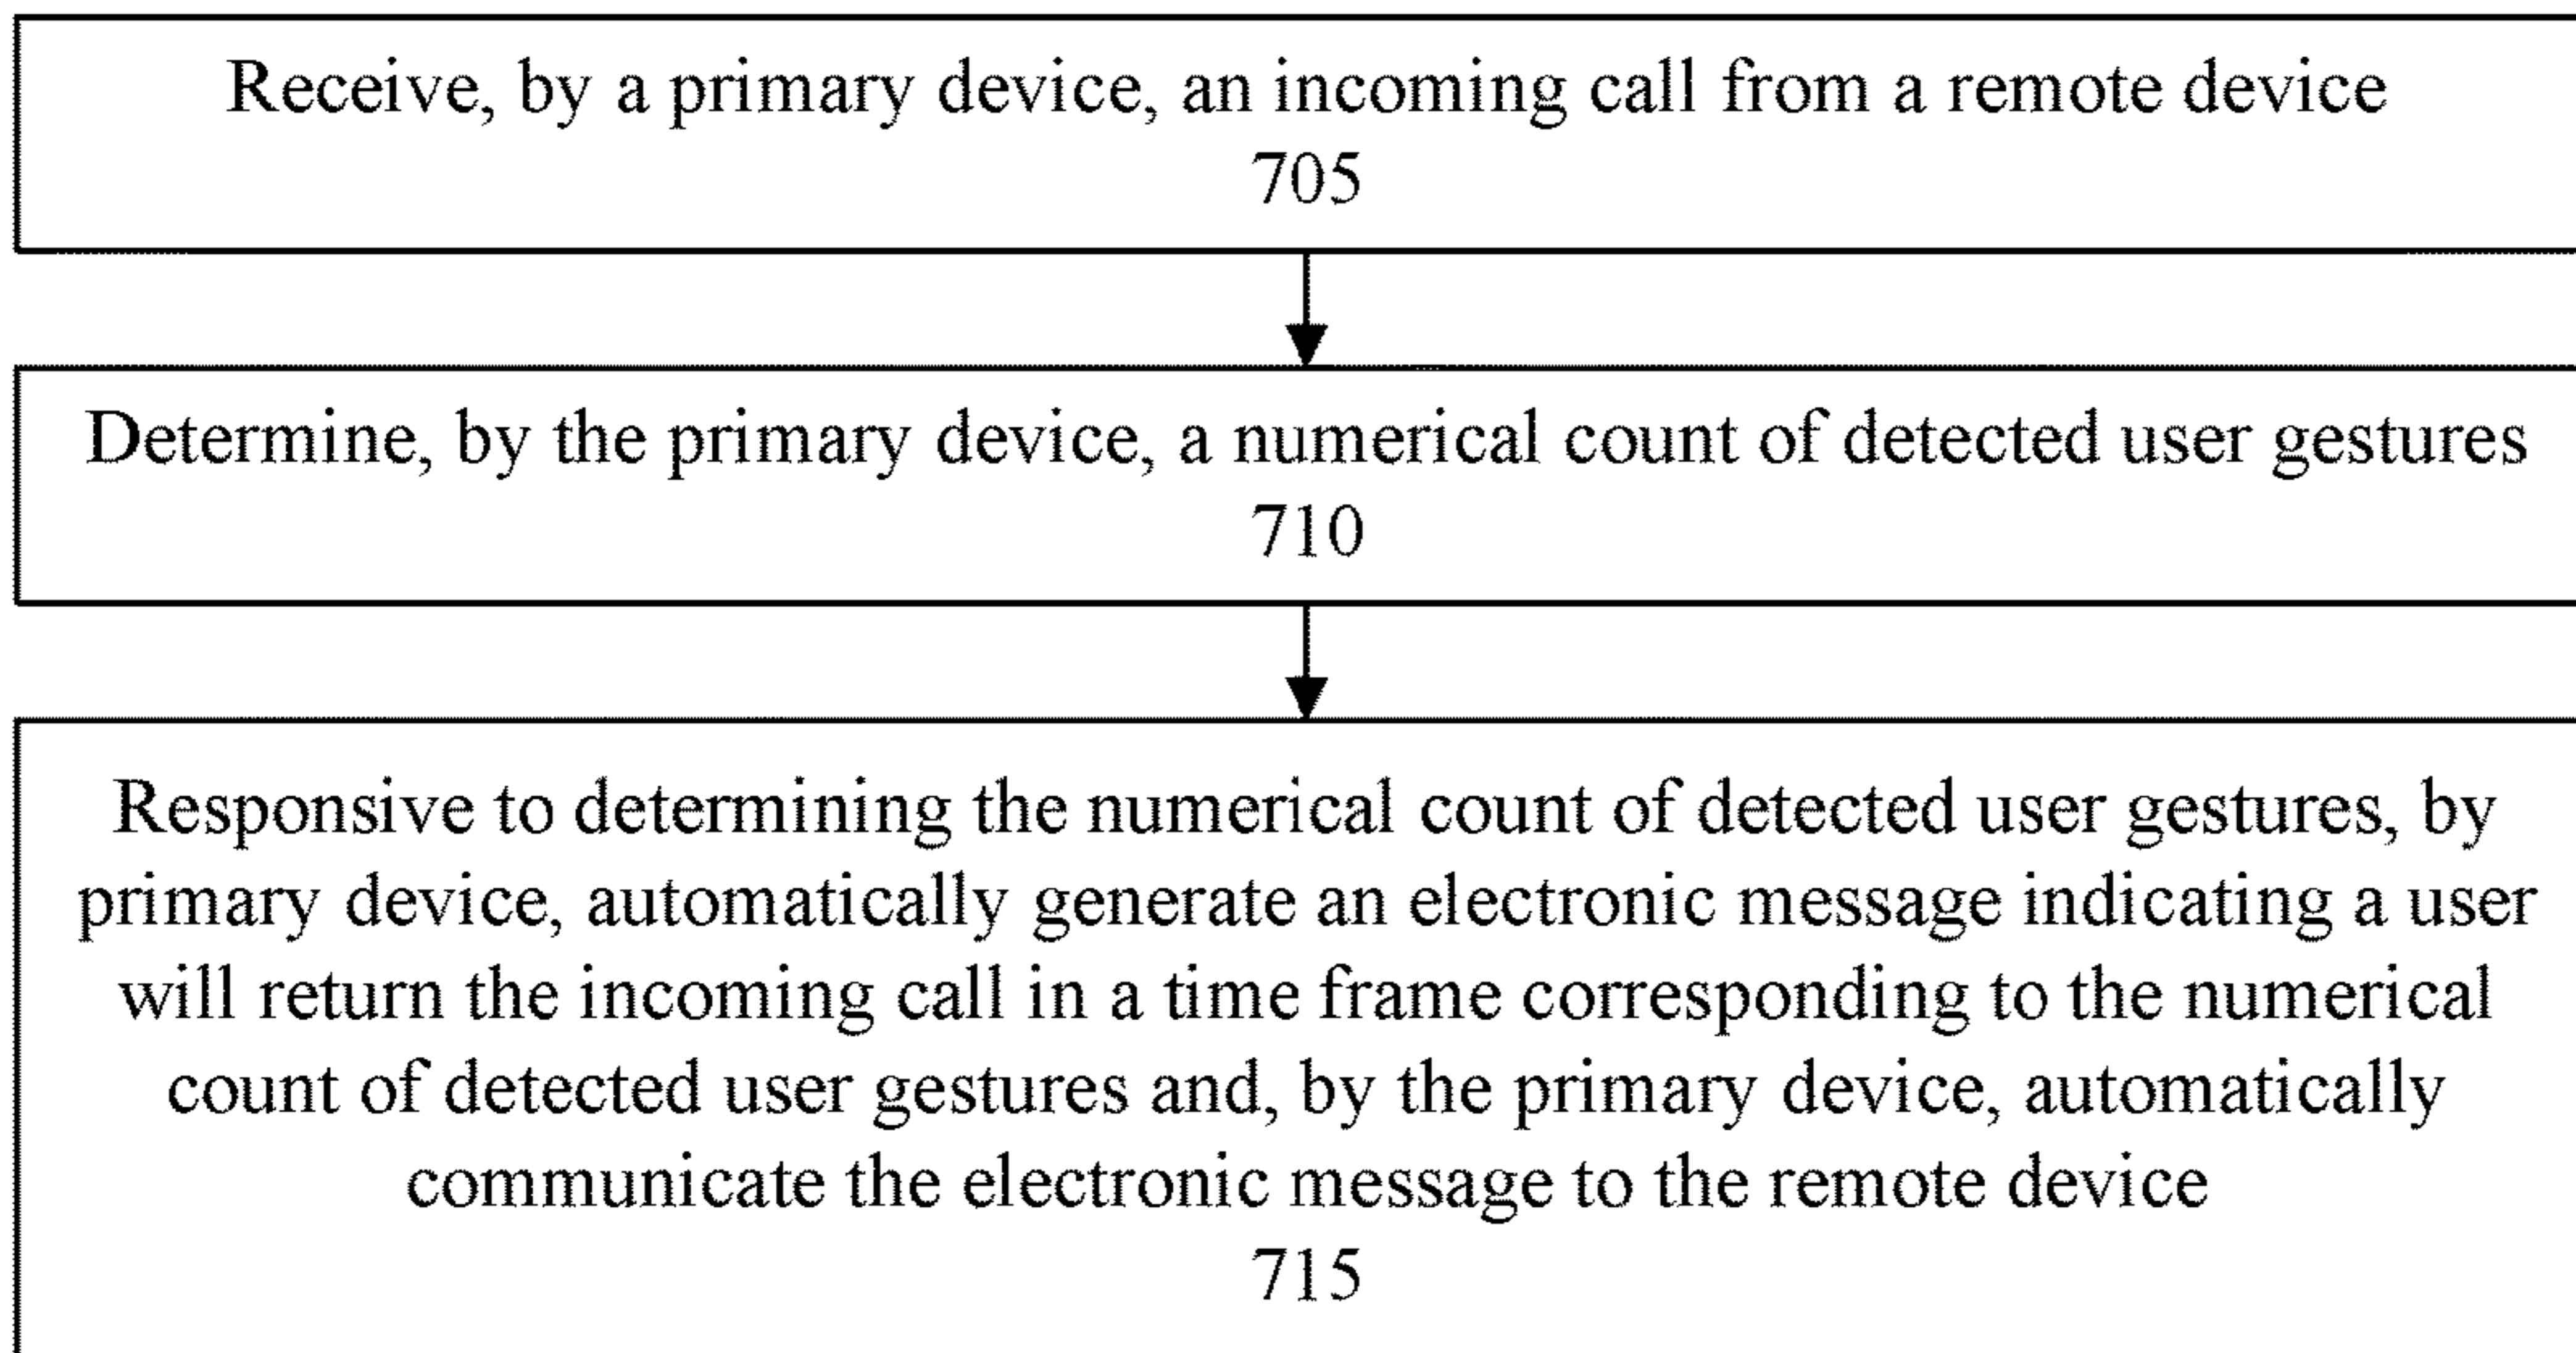 Receive, by a primary device, an incoming call from a remote device
705
Determine, by the primary device, a numerical count of detected user gestures
710
Responsive to determining the numerical count of detected user gestures, by
primary device, automatically generate an electronic message indicating a user
will return the incoming call in a time frame corresponding to the numerical
count of detected user gestures and, by the primary device, automatically
communicate the electronic message to the remote device
715